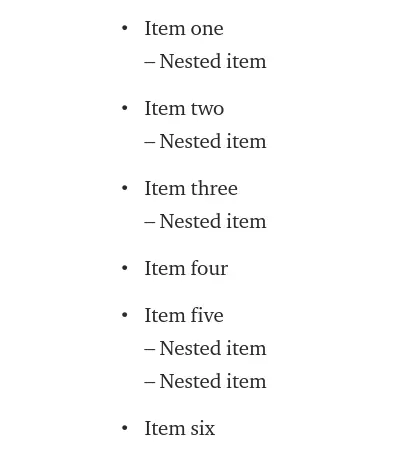 • Item one
– Nested item
• Item two
– Nested item
• Item three
– Nested item
• Item four
• Item five
– Nested item
– Nested item
• Item six